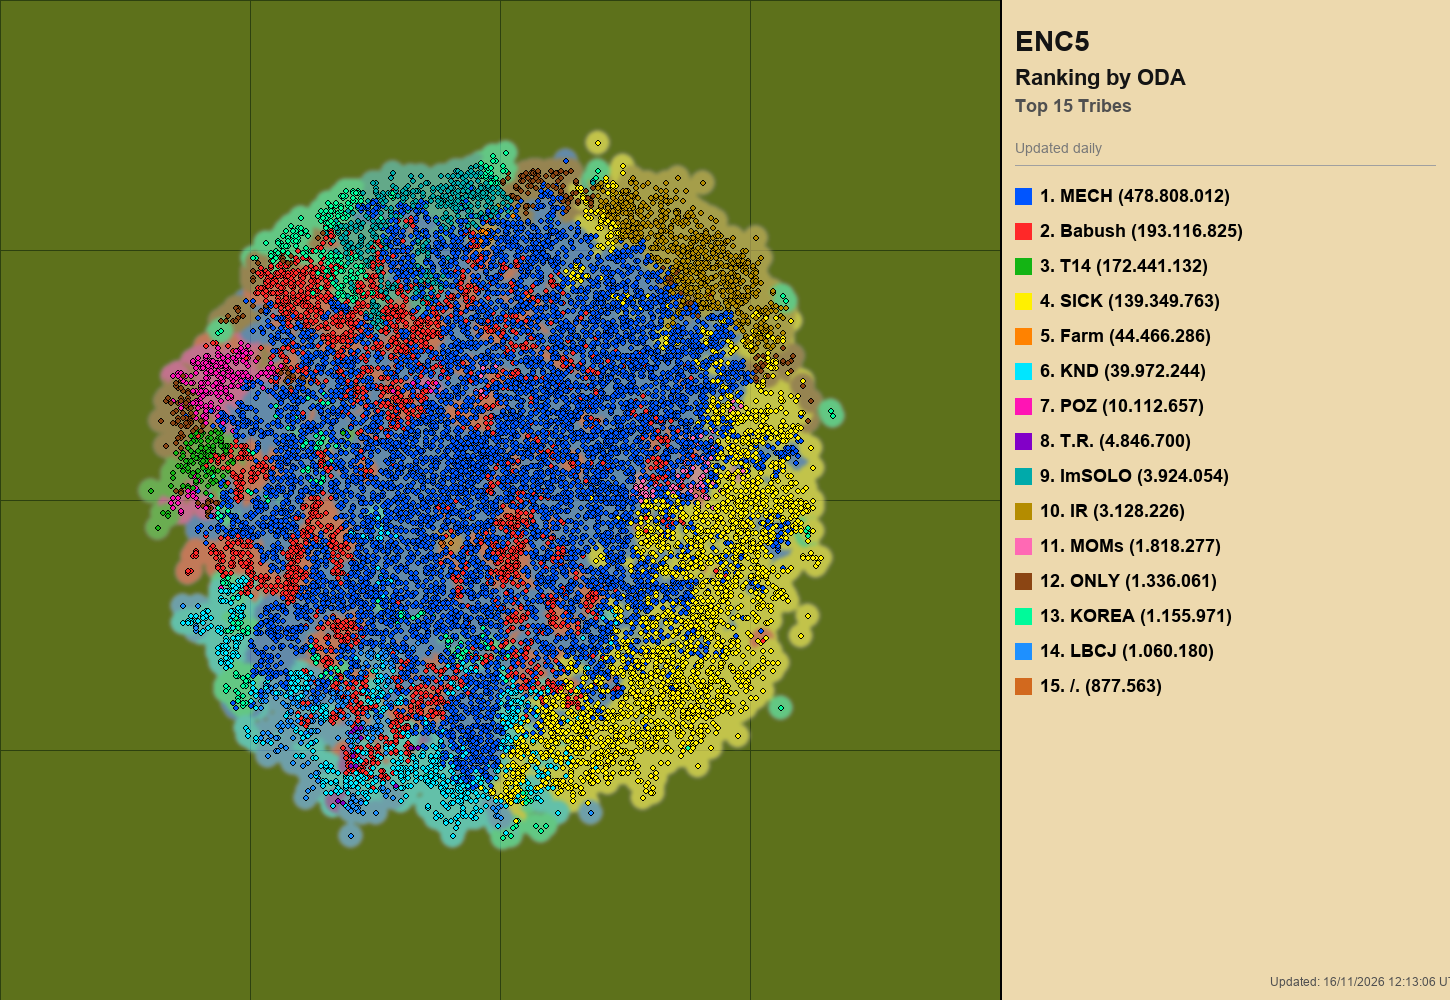 ENC5
Ranking by ODA
Top 15 Tribes
Updated daily
1. MECH (478.808.012)
2. Babush (193.116.825)
3. T14 (172.441.132)
4. SICK (139.349.763)
5. Farm (44.466.286)
6. KND (39.972.244)
7. POZ (10.112.657)
8. T.R. (4.846.700)
9. ImSOLO (3.924.054)
10. IR (3.128.226)
11. MOMs (1.818.277)
12. ONLY (1.336.061)
13. KOREA (1.155.971)
14. LBCJ (1.060.180)
15. /. (877.563)
Updated: 16/11/2026 12:13:06